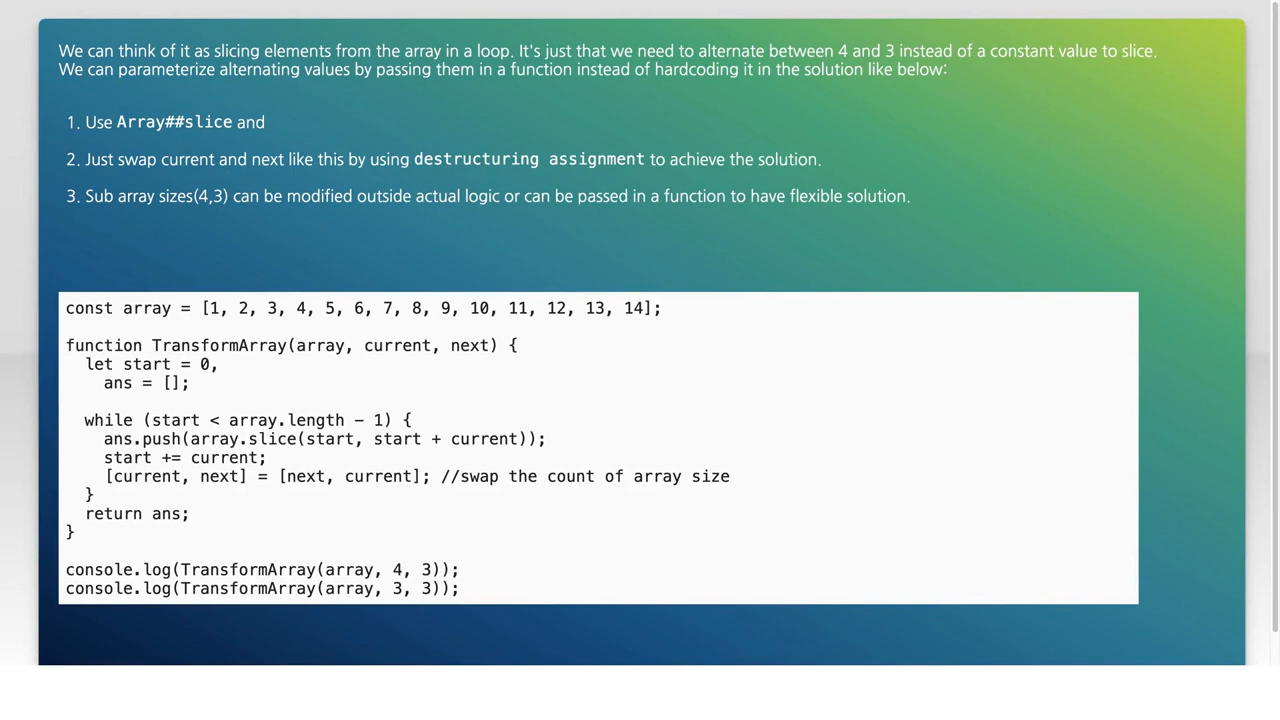 We can think of it as slicing elements from the array in a loop. It's just that we need to alternate between 4 and 3 instead of a constant value to slice.
We can parameterize alternating values by passing them in a function instead of hardcoding it in the solution like below:
1. Use Array##slice and
2. Just swap current and next like this by using destructuring assignment to achieve the solution.
3. Sub array sizes(4,3) can be modified outside actual logic or can be passed in a function to have flexible solution.
const array = [1, 2, 3, 4, 5, 6, 7, 8, 9, 10, 11, 12, 13, 14];
function TransformArray(array, current, next) {
  let start = 0,
    ans = [];
  while (start < array.length - 1) {
    ans.push(array.slice(start, start + current));
    start += current;
    [current, next] = [next, current]; //swap the count of array size
  }
  return ans;
}
console.log(TransformArray(array, 4, 3));
console.log(TransformArray(array, 3, 3));